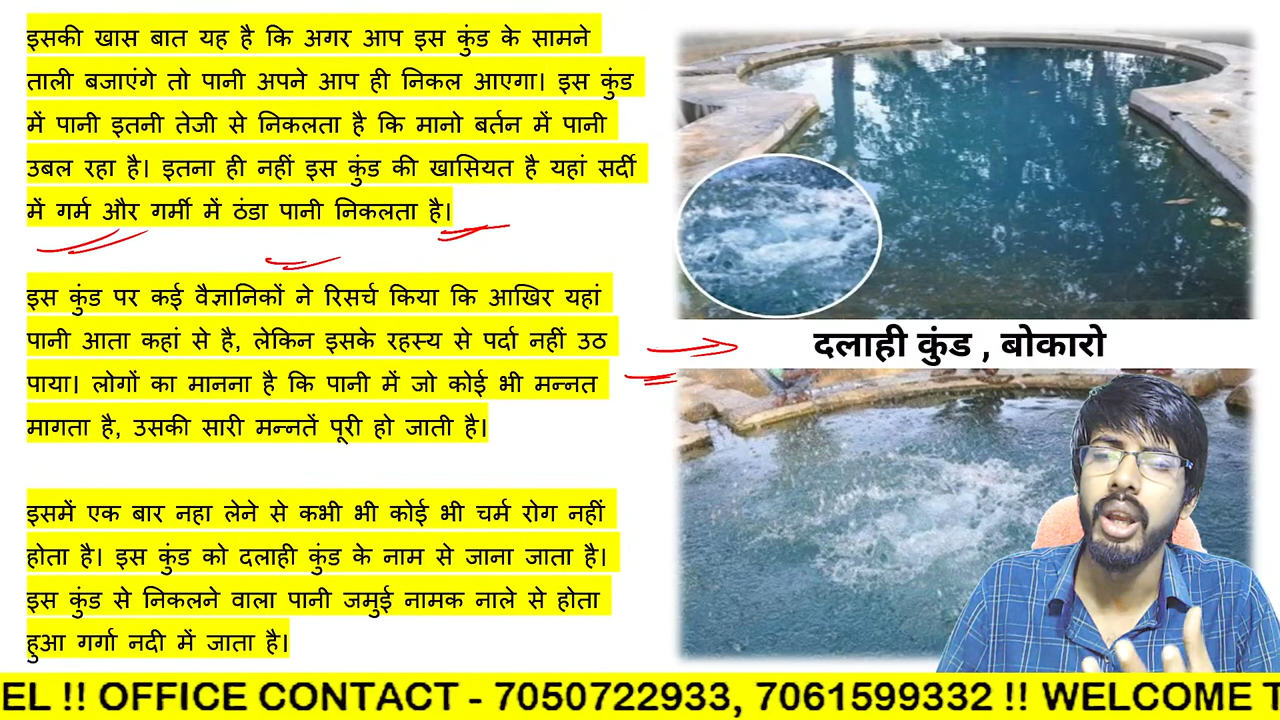 इसकी खास बात यह है कि अगर आप इस कुंड के सामने
ताली बजाएंगे तो पानी अपने आप ही निकल आएगा। इस कुंड
में पानी इतनी तेजी से निकलता है कि मानो बर्तन में पानी
उबल रहा है। इतना ही नहीं इस कुंड की खासियत है यहां सर्दी
में गर्म और गर्मी में ठंडा पानी निकलता है।
इस कुंड पर कई वैज्ञानिकों ने रिसर्च किया कि आखिर यहां
पानी आता कहां से है, लेकिन इसके रहस्य से पर्दा नहीं उठ
पाया। लोगों का मानना है कि पानी में जो कोई भी मन्नत
मागता है, उसकी सारी मन्नतें पूरी हो जाती है।
इसमें एक बार नहा लेने से कभी भी कोई भी चर्म रोग नहीं
होता है। इस कुंड को दलाही कुंड के नाम से जाना जाता है।
इस कुंड से निकलने वाला पानी जमुई नामक नाले से होता
हुआ गर्गा नदी में जाता है।
दलाही कुंड , बोकारो
EL !! OFFICE CONTACT - 7050722933, 7061599332 !! WELCOME T